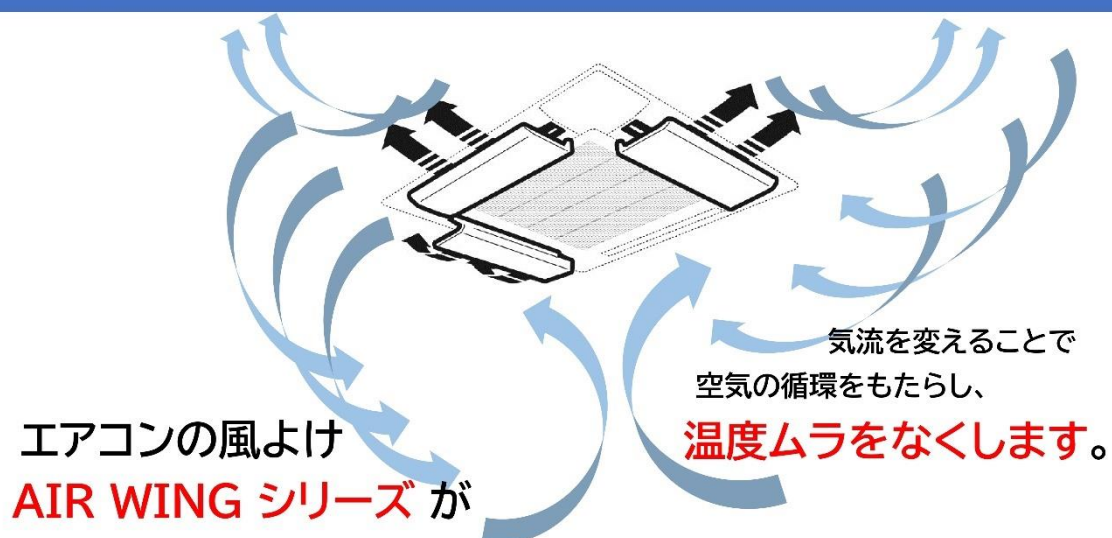 エアコンの風よけ
AIR WING シリーズ が
気流を変えることで
空気の循環をもたらし、
温度ムラをなくします。